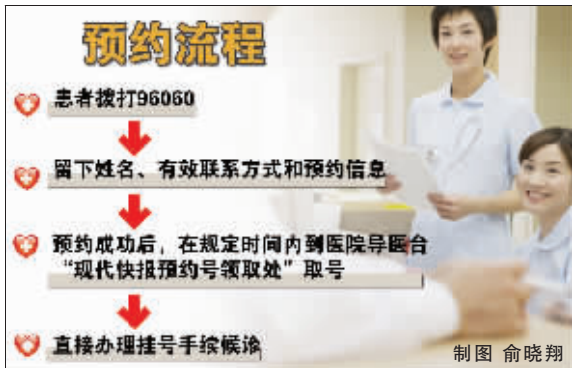 预约流程
患者拨打96060
留下姓名、有效联系方式和预约信息
预约成功后，在规定时间内到医院导医台
“现代快报预约号领取处”取号
直接办理挂号手续候诊
制图 俞晓翔